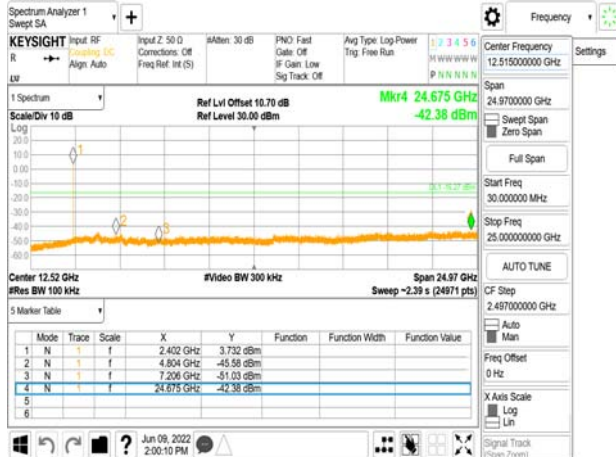 Spectrum Analyzer 1
Swept SA
Frequency
KEYSIGHT
Input: RF
Coupling: DC
Align: Auto
Input Z: 50 Ω
Corrections: Off
Freq Ref: Int (S)
#Atten: 30 dB
PNO: Fast
Gate: Off
IF Gain: Low
Sig Track: Off
Avg Type: Log-Power
Trig: Free Run
1 2 3 4 5 6
M W W W W W
P N N N N N
R
Center Frequency
12.515000000 GHz
Settings
1 Spectrum
Scale/Div 10 dB
Ref Lvl Offset 10.70 dB
Ref Level 30.00 dBm
Mkr4 24.675 GHz
-42.38 dBm
Span
24.9700000 GHz
Swept Span
Zero Span
Full Span
Log
20.0
10.0
0.00
-10.0
-20.0
-30.0
-40.0
-50.0
-60.0
1
2
3
4
DL1 -16.27 dBm
Start Freq
30.000000 MHz
Stop Freq
25.000000000 GHz
AUTO TUNE
Center 12.52 GHz
#Res BW 100 kHz
#Video BW 300 kHz
Span 24.97 GHz
Sweep ~2.39 s (24971 pts)
CF Step
2.497000000 GHz
Auto
Man
Freq Offset
0 Hz
X Axis Scale
Log
Lin
Signal Track
(Span Zoom)
5 Marker Table
Mode Trace Scale X Y Function Function Width Function Value
1 N 1 f 2.402 GHz 3.732 dBm
2 N 1 f 4.804 GHz -45.58 dBm
3 N 1 f 7.206 GHz -51.03 dBm
4 N 1 f 24.675 GHz -42.38 dBm
5
6
Jun 09, 2022
2:00:10 PM